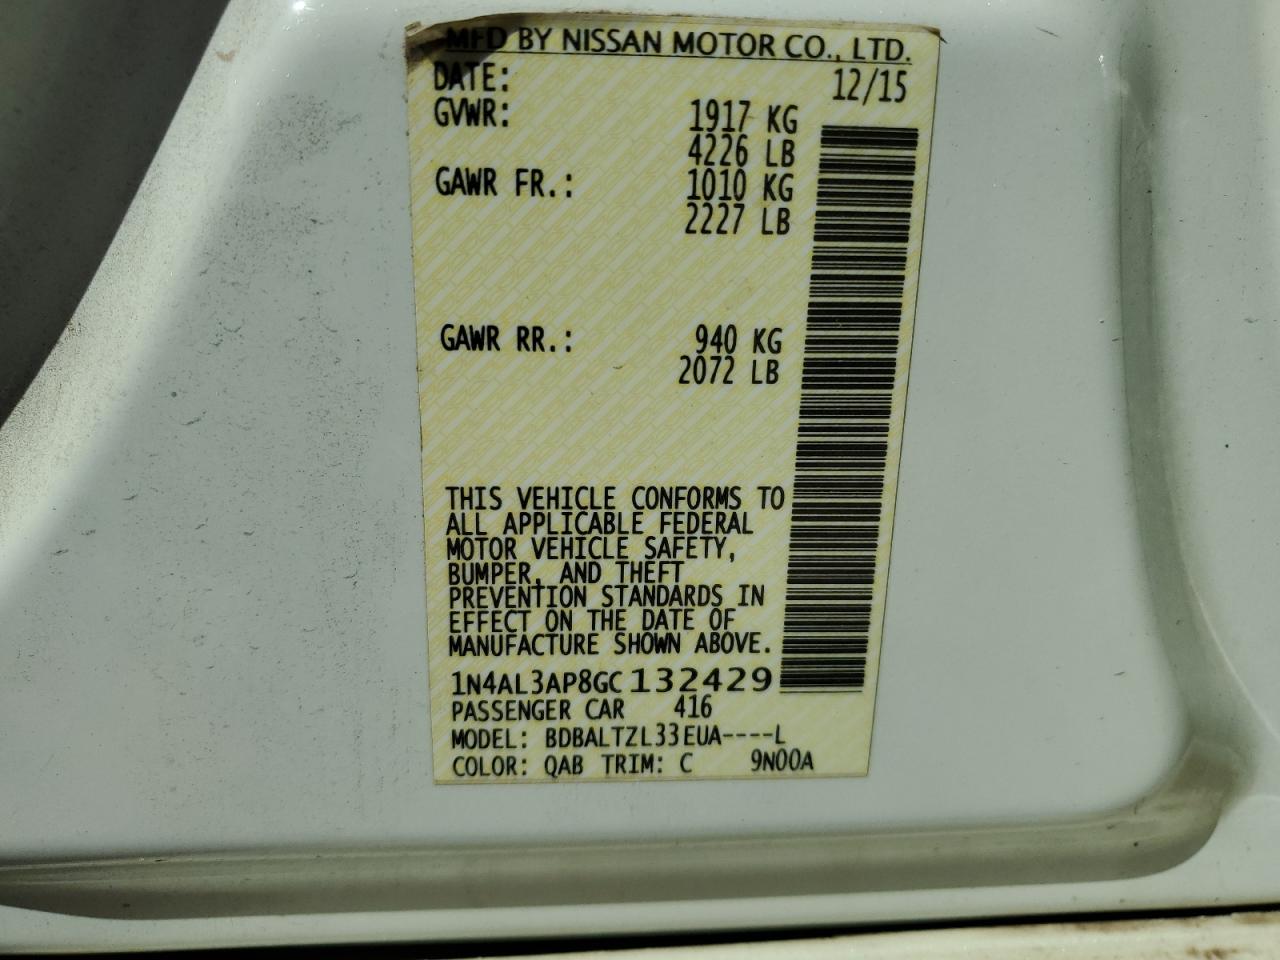 MFD BY NISSAN MOTOR CO., LTD.
DATE: 12/15
GVWR: 1917 KG
4226 LB
GAWR FR.: 1010 KG
2227 LB
GAWR RR.: 940 KG
2072 LB
THIS VEHICLE CONFORMS TO
ALL APPLICABLE FEDERAL
MOTOR VEHICLE SAFETY,
BUMPER, AND THEFT
PREVENTION STANDARDS IN
EFFECT ON THE DATE OF
MANUFACTURE SHOWN ABOVE.
1N4AL3AP8GC132429
PASSENGER CAR 416
MODEL: BDBALTZL33EUA----L
COLOR: QAB TRIM: C 9N00A